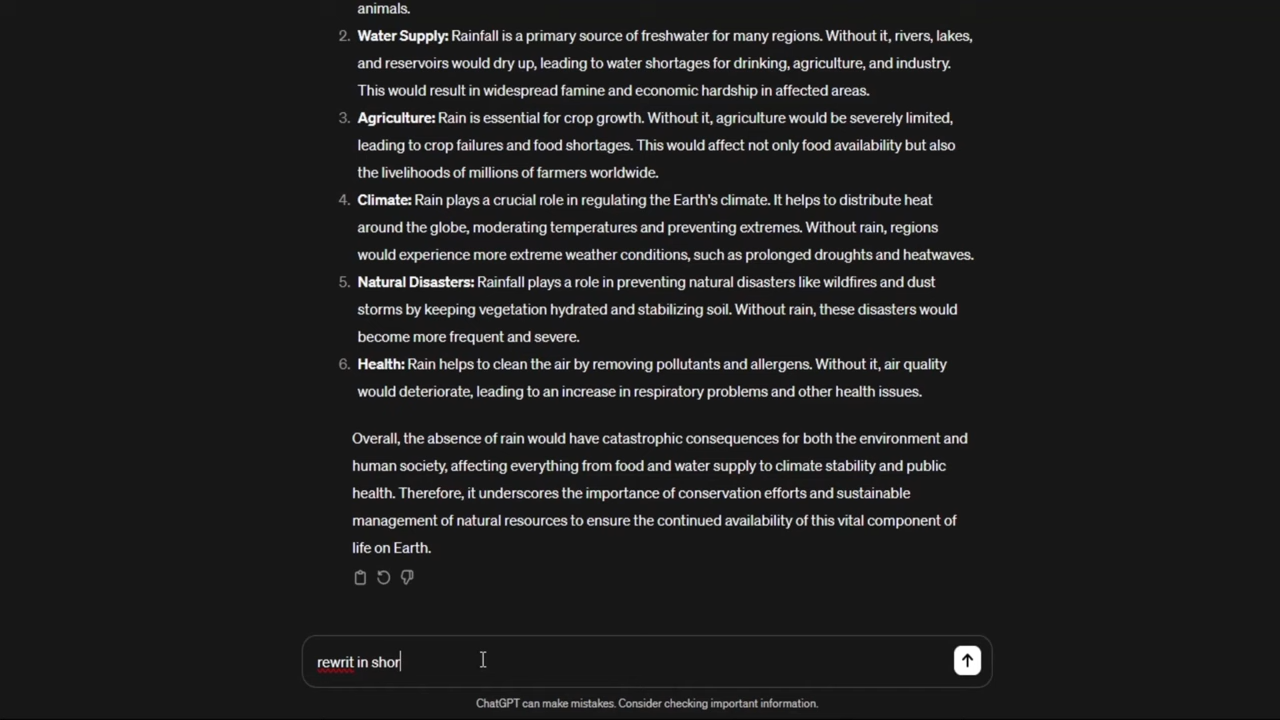 animals.
2. Water Supply: Rainfall is a primary source of freshwater for many regions. Without it, rivers, lakes,
and reservoirs would dry up, leading to water shortages for drinking, agriculture, and industry.
This would result in widespread famine and economic hardship in affected areas.
3. Agriculture: Rain is essential for crop growth. Without it, agriculture would be severely limited,
leading to crop failures and food shortages. This would affect not only food availability but also
the livelihoods of millions of farmers worldwide.
4. Climate: Rain plays a crucial role in regulating the Earth's climate. It helps to distribute heat
around the globe, moderating temperatures and preventing extremes. Without rain, regions
would experience more extreme weather conditions, such as prolonged droughts and heatwaves.
5. Natural Disasters: Rainfall plays a role in preventing natural disasters like wildfires and dust
storms by keeping vegetation hydrated and stabilizing soil. Without rain, these disasters would
become more frequent and severe.
6. Health: Rain helps to clean the air by removing pollutants and allergens. Without it, air quality
would deteriorate, leading to an increase in respiratory problems and other health issues.
Overall, the absence of rain would have catastrophic consequences for both the environment and
human society, affecting everything from food and water supply to climate stability and public
health. Therefore, it underscores the importance of conservation efforts and sustainable
management of natural resources to ensure the continued availability of this vital component of
life on Earth.
rewrit in shor
ChatGPT can make mistakes. Consider checking important information.